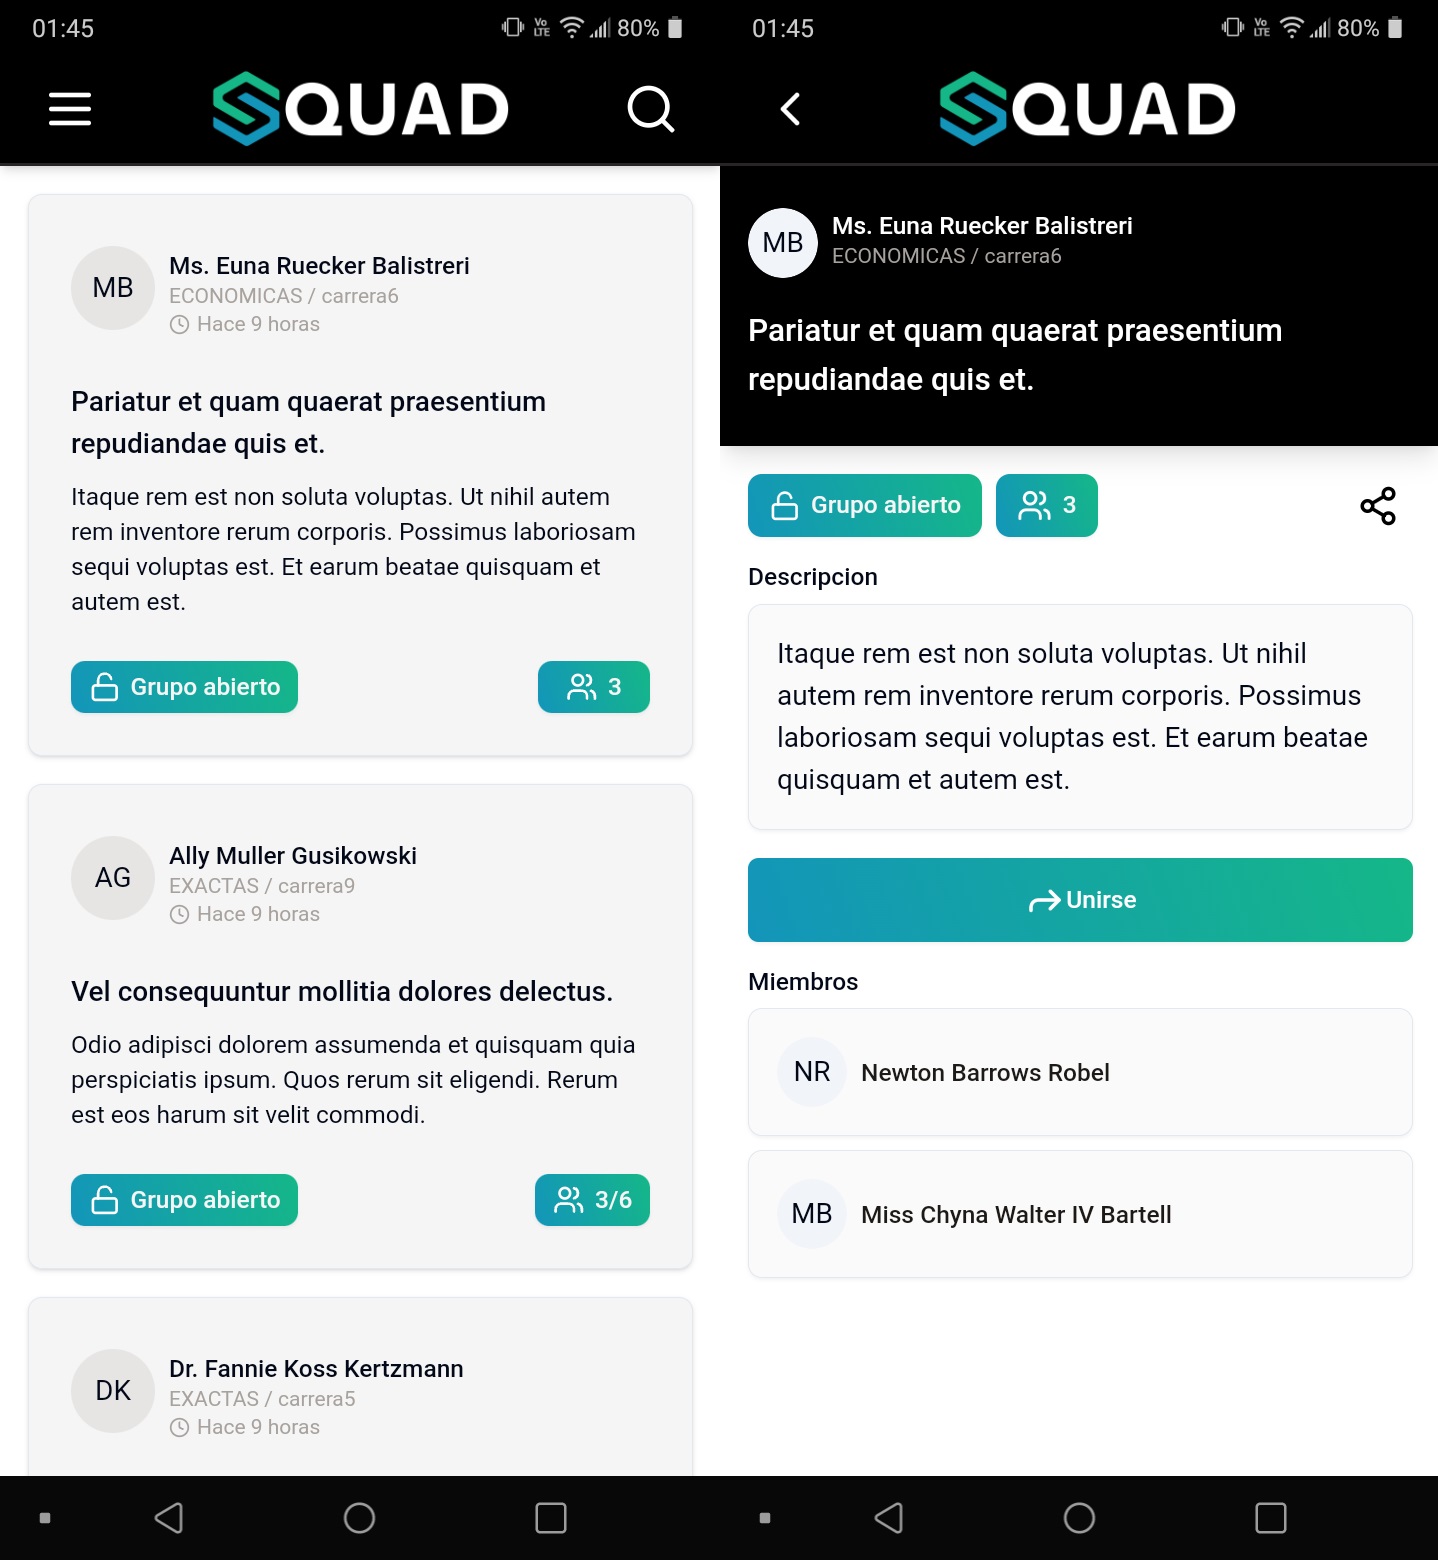 01:45
Vo LTE 80%
SQUAD
MB
Ms. Euna Ruecker Balistreri
ECONOMICAS / carrera6
Hace 9 horas
Pariatur et quam quaerat praesentium
repudiandae quis et.
Itaque rem est non soluta voluptas. Ut nihil autem
rem inventore rerum corporis. Possimus laboriosam
sequi voluptas est. Et earum beatae quisquam et
autem est.
Grupo abierto
3
AG
Ally Muller Gusikowski
EXACTAS / carrera9
Hace 9 horas
Vel consequuntur mollitia dolores delectus.
Odio adipisci dolorem assumenda et quisquam quia
perspiciatis ipsum. Quos rerum sit eligendi. Rerum
est eos harum sit velit commodi.
Grupo abierto
3/6
DK
Dr. Fannie Koss Kertzmann
EXACTAS / carrera5
Hace 9 horas
01:45
Vo LTE 80%
SQUAD
MB
Ms. Euna Ruecker Balistreri
ECONOMICAS / carrera6
Pariatur et quam quaerat praesentium
repudiandae quis et.
Grupo abierto
3
Descripcion
Itaque rem est non soluta voluptas. Ut nihil
autem rem inventore rerum corporis. Possimus
laboriosam sequi voluptas est. Et earum beatae
quisquam et autem est.
Unirse
Miembros
NR
Newton Barrows Robel
MB
Miss Chyna Walter IV Bartell